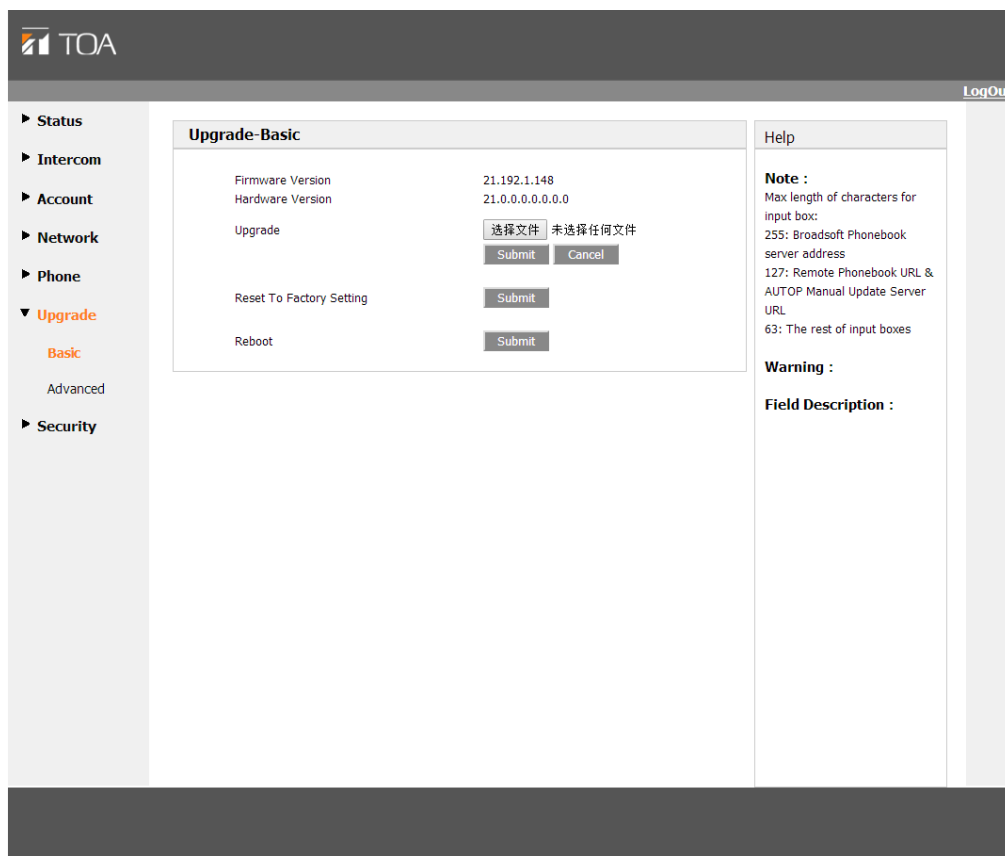 TOA
LogOu
Status
Intercom
Account
Network
Phone
Upgrade
Basic
Advanced
Security
Upgrade-Basic
Firmware Version 21.192.1.148
Hardware Version 21.0.0.0.0.0.0.0
Upgrade 选择文件 未选择任何文件
Submit Cancel
Reset To Factory Setting Submit
Reboot Submit
Help
Note :
Max length of characters for
input box:
255: Broadsoft Phonebook
server address
127: Remote Phonebook URL &
AUTOP Manual Update Server
URL
63: The rest of input boxes
Warning :
Field Description :